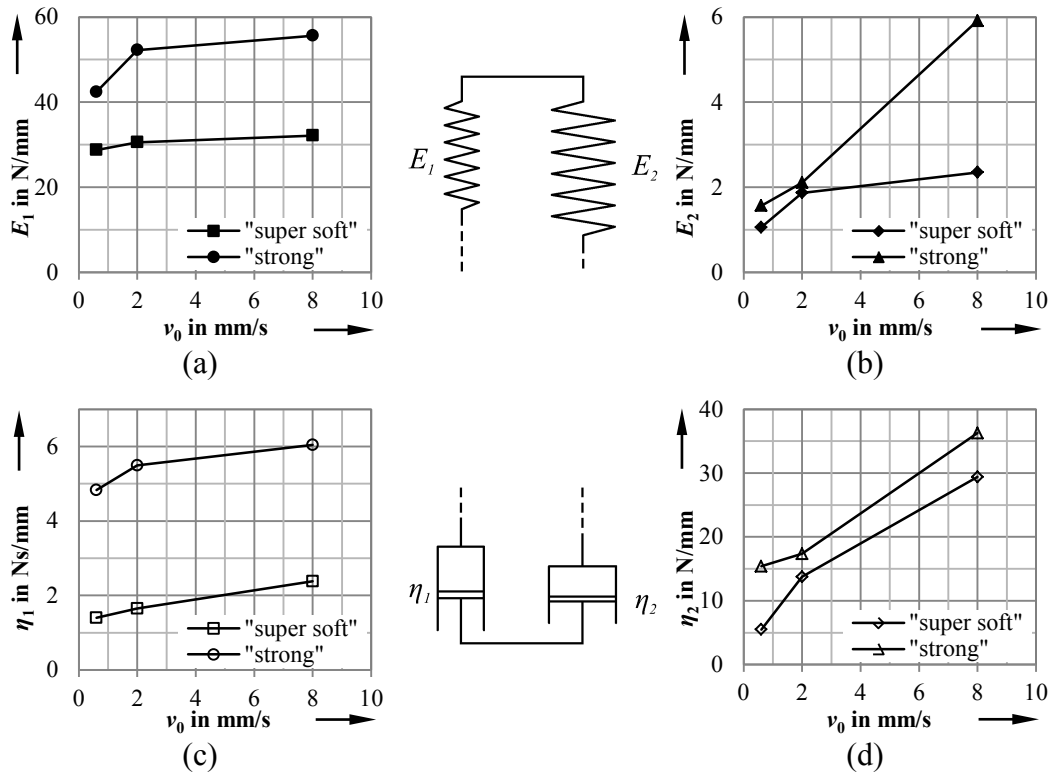 60
40
20
0
E₁ in N/mm
"super soft"
"strong"
0 2 4 6 8 10
v₀ in mm/s
(a)
E₁
E₂
6
4
2
0
E₂ in N/mm
"super soft"
"strong"
0 2 4 6 8 10
v₀ in mm/s
(b)
6
4
2
0
η₁ in Ns/mm
"super soft"
"strong"
0 2 4 6 8 10
v₀ in mm/s
(c)
η₁
η₂
40
30
20
10
0
η₂ in N/mm
"super soft"
"strong"
0 2 4 6 8 10
v₀ in mm/s
(d)